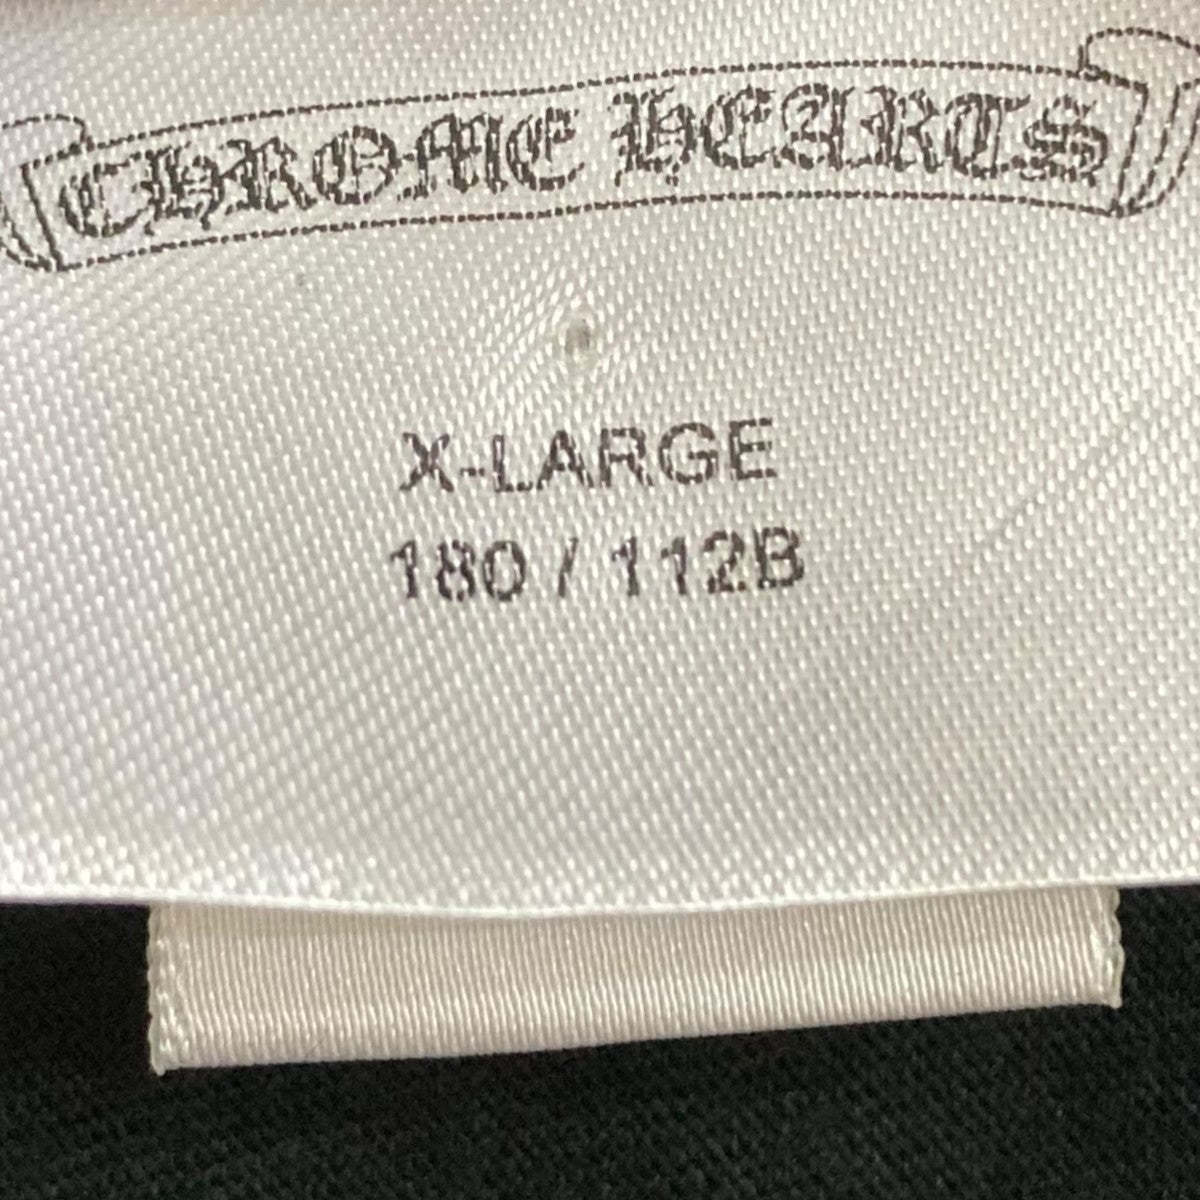 CHROME HEARTS
X-LARGE
180 / 112B